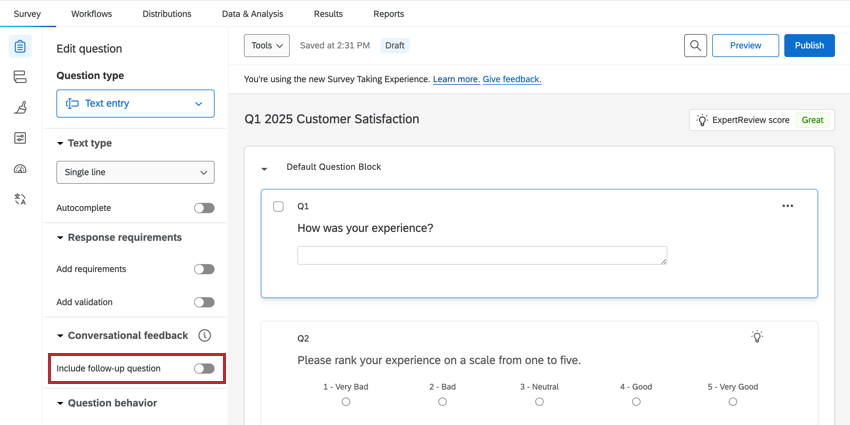 Survey Workflows Distributions Data & Analysis Results Reports
Edit question
Question type
Text entry
Text type
Single line
Autocomplete
Response requirements
Add requirements
Add validation
Conversational feedback
Include follow-up question
Question behavior
Tools Saved at 2:31 PM Draft Preview Publish
You're using the new Survey Taking Experience. Learn more. Give feedback.
Q1 2025 Customer Satisfaction ExpertReview score Great
Default Question Block
Q1
How was your experience?
Q2
Please rank your experience on a scale from one to five.
1 - Very Bad 2 - Bad 3 - Neutral 4 - Good 5 - Very Good